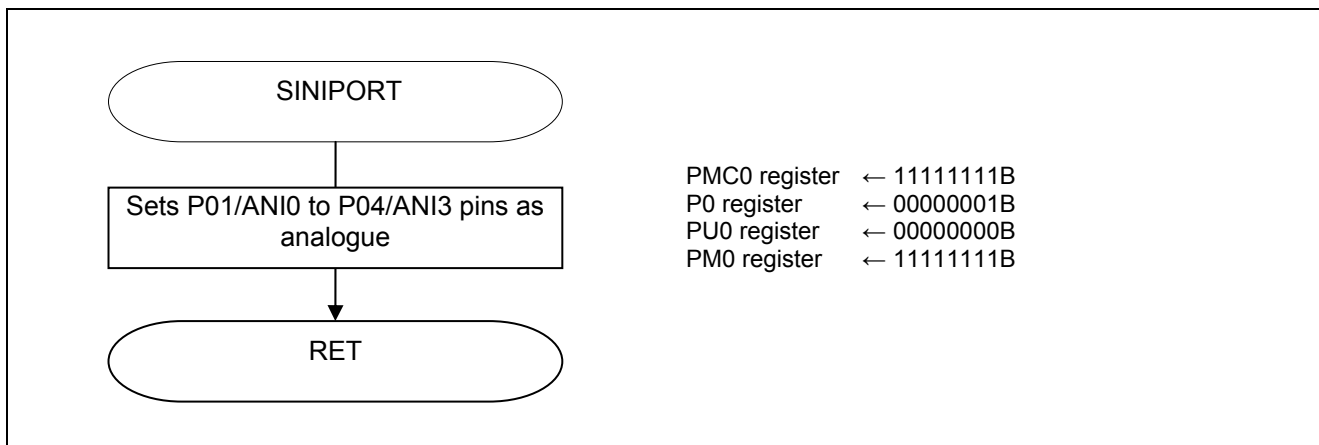 SINIPORT
Sets P01/ANI0 to P04/ANI3 pins as
analogue
RET
PMC0 register ← 11111111B
P0 register ← 00000001B
PU0 register ← 00000000B
PM0 register ← 11111111B